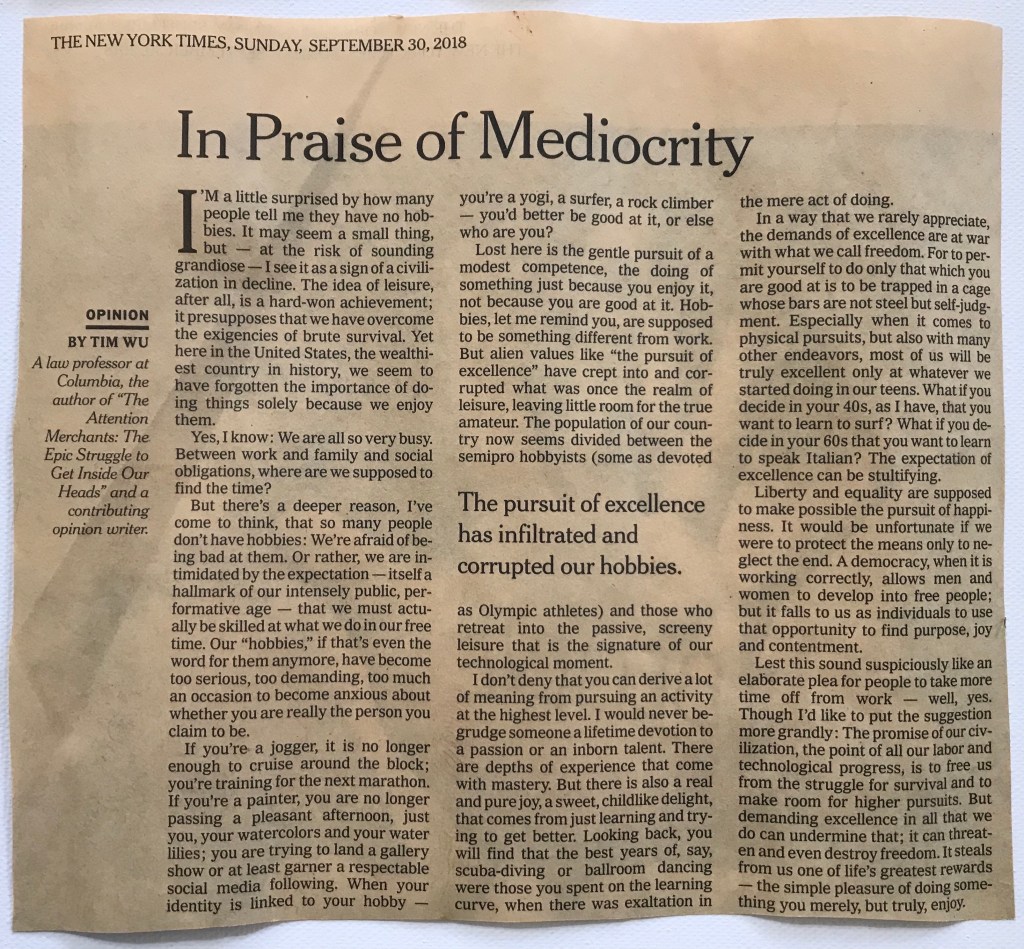 THE NEW YORK TIMES, SUNDAY, SEPTEMBER 30, 2018
In Praise of Mediocrity
OPINION
BY TIM WU
A law professor at
Columbia, the
author of “The
Attention
Merchants: The
Epic Struggle to
Get Inside Our
Heads” and a
contributing
opinion writer.
I’M a little surprised by how many
people tell me they have no hob-
bies. It may seem a small thing,
but — at the risk of sounding
grandiose — I see it as a sign of a civili-
zation in decline. The idea of leisure,
after all, is a hard-won achievement;
it presupposes that we have overcome
the exigencies of brute survival. Yet
here in the United States, the wealthi-
est country in history, we seem to
have forgotten the importance of do-
ing things solely because we enjoy
them.
Yes, I know: We are all so very busy.
Between work and family and social
obligations, where are we supposed to
find the time?
But there’s a deeper reason, I’ve
come to think, that so many people
don’t have hobbies: We’re afraid of be-
ing bad at them. Or rather, we are in-
timidated by the expectation — itself a
hallmark of our intensely public, per-
formative age — that we must actu-
ally be skilled at what we do in our free
time. Our “hobbies,” if that’s even the
word for them anymore, have become
too serious, too demanding, too much
an occasion to become anxious about
whether you are really the person you
claim to be.
If you’re a jogger, it is no longer
enough to cruise around the block;
you’re training for the next marathon.
If you’re a painter, you are no longer
passing a pleasant afternoon, just
you, your watercolors and your water
lilies; you are trying to land a gallery
show or at least garner a respectable
social media following. When your
identity is linked to your hobby —
you’re a yogi, a surfer, a rock climber
— you’d better be good at it, or else
who are you?
Lost here is the gentle pursuit of a
modest competence, the doing of
something just because you enjoy it,
not because you are good at it. Hob-
bies, let me remind you, are supposed
to be something different from work.
But alien values like “the pursuit of
excellence” have crept into and cor-
rupted what was once the realm of
leisure, leaving little room for the true
amateur. The population of our coun-
try now seems divided between the
semipro hobbyists (some as devoted
The pursuit of excellence
has infiltrated and
corrupted our hobbies.
as Olympic athletes) and those who
retreat into the passive, screeny
leisure that is the signature of our
technological moment.
I don’t deny that you can derive a lot
of meaning from pursuing an activity
at the highest level. I would never be-
grudge someone a lifetime devotion to
a passion or an inborn talent. There
are depths of experience that come
with mastery. But there is also a real
and pure joy, a sweet, childlike delight,
that comes from just learning and try-
ing to get better. Looking back, you
will find that the best years of, say,
scuba-diving or ballroom dancing
were those you spent on the learning
curve, when there was exaltation in
the mere act of doing.
In a way that we rarely appreciate,
the demands of excellence are at war
with what we call freedom. For to per-
mit yourself to do only that which you
are good at is to be trapped in a cage
whose bars are not steel but self-judg-
ment. Especially when it comes to
physical pursuits, but also with many
other endeavors, most of us will be
truly excellent only at whatever we
started doing in our teens. What if you
decide in your 40s, as I have, that you
want to learn to surf? What if you de-
cide in your 60s that you want to learn
to speak Italian? The expectation of
excellence can be stultifying.
Liberty and equality are supposed
to make possible the pursuit of happi-
ness. It would be unfortunate if we
were to protect the means only to ne-
glect the end. A democracy, when it is
working correctly, allows men and
women to develop into free people;
but it falls to us as individuals to use
that opportunity to find purpose, joy
and contentment.
Lest this sound suspiciously like an
elaborate plea for people to take more
time off from work — well, yes.
Though I’d like to put the suggestion
more grandly: The promise of our civ-
ilization, the point of all our labor and
technological progress, is to free us
from the struggle for survival and to
make room for higher pursuits. But
demanding excellence in all that we
do can undermine that; it can threat-
en and even destroy freedom. It steals
from us one of life’s greatest rewards
— the simple pleasure of doing some-
thing you merely, but truly, enjoy.